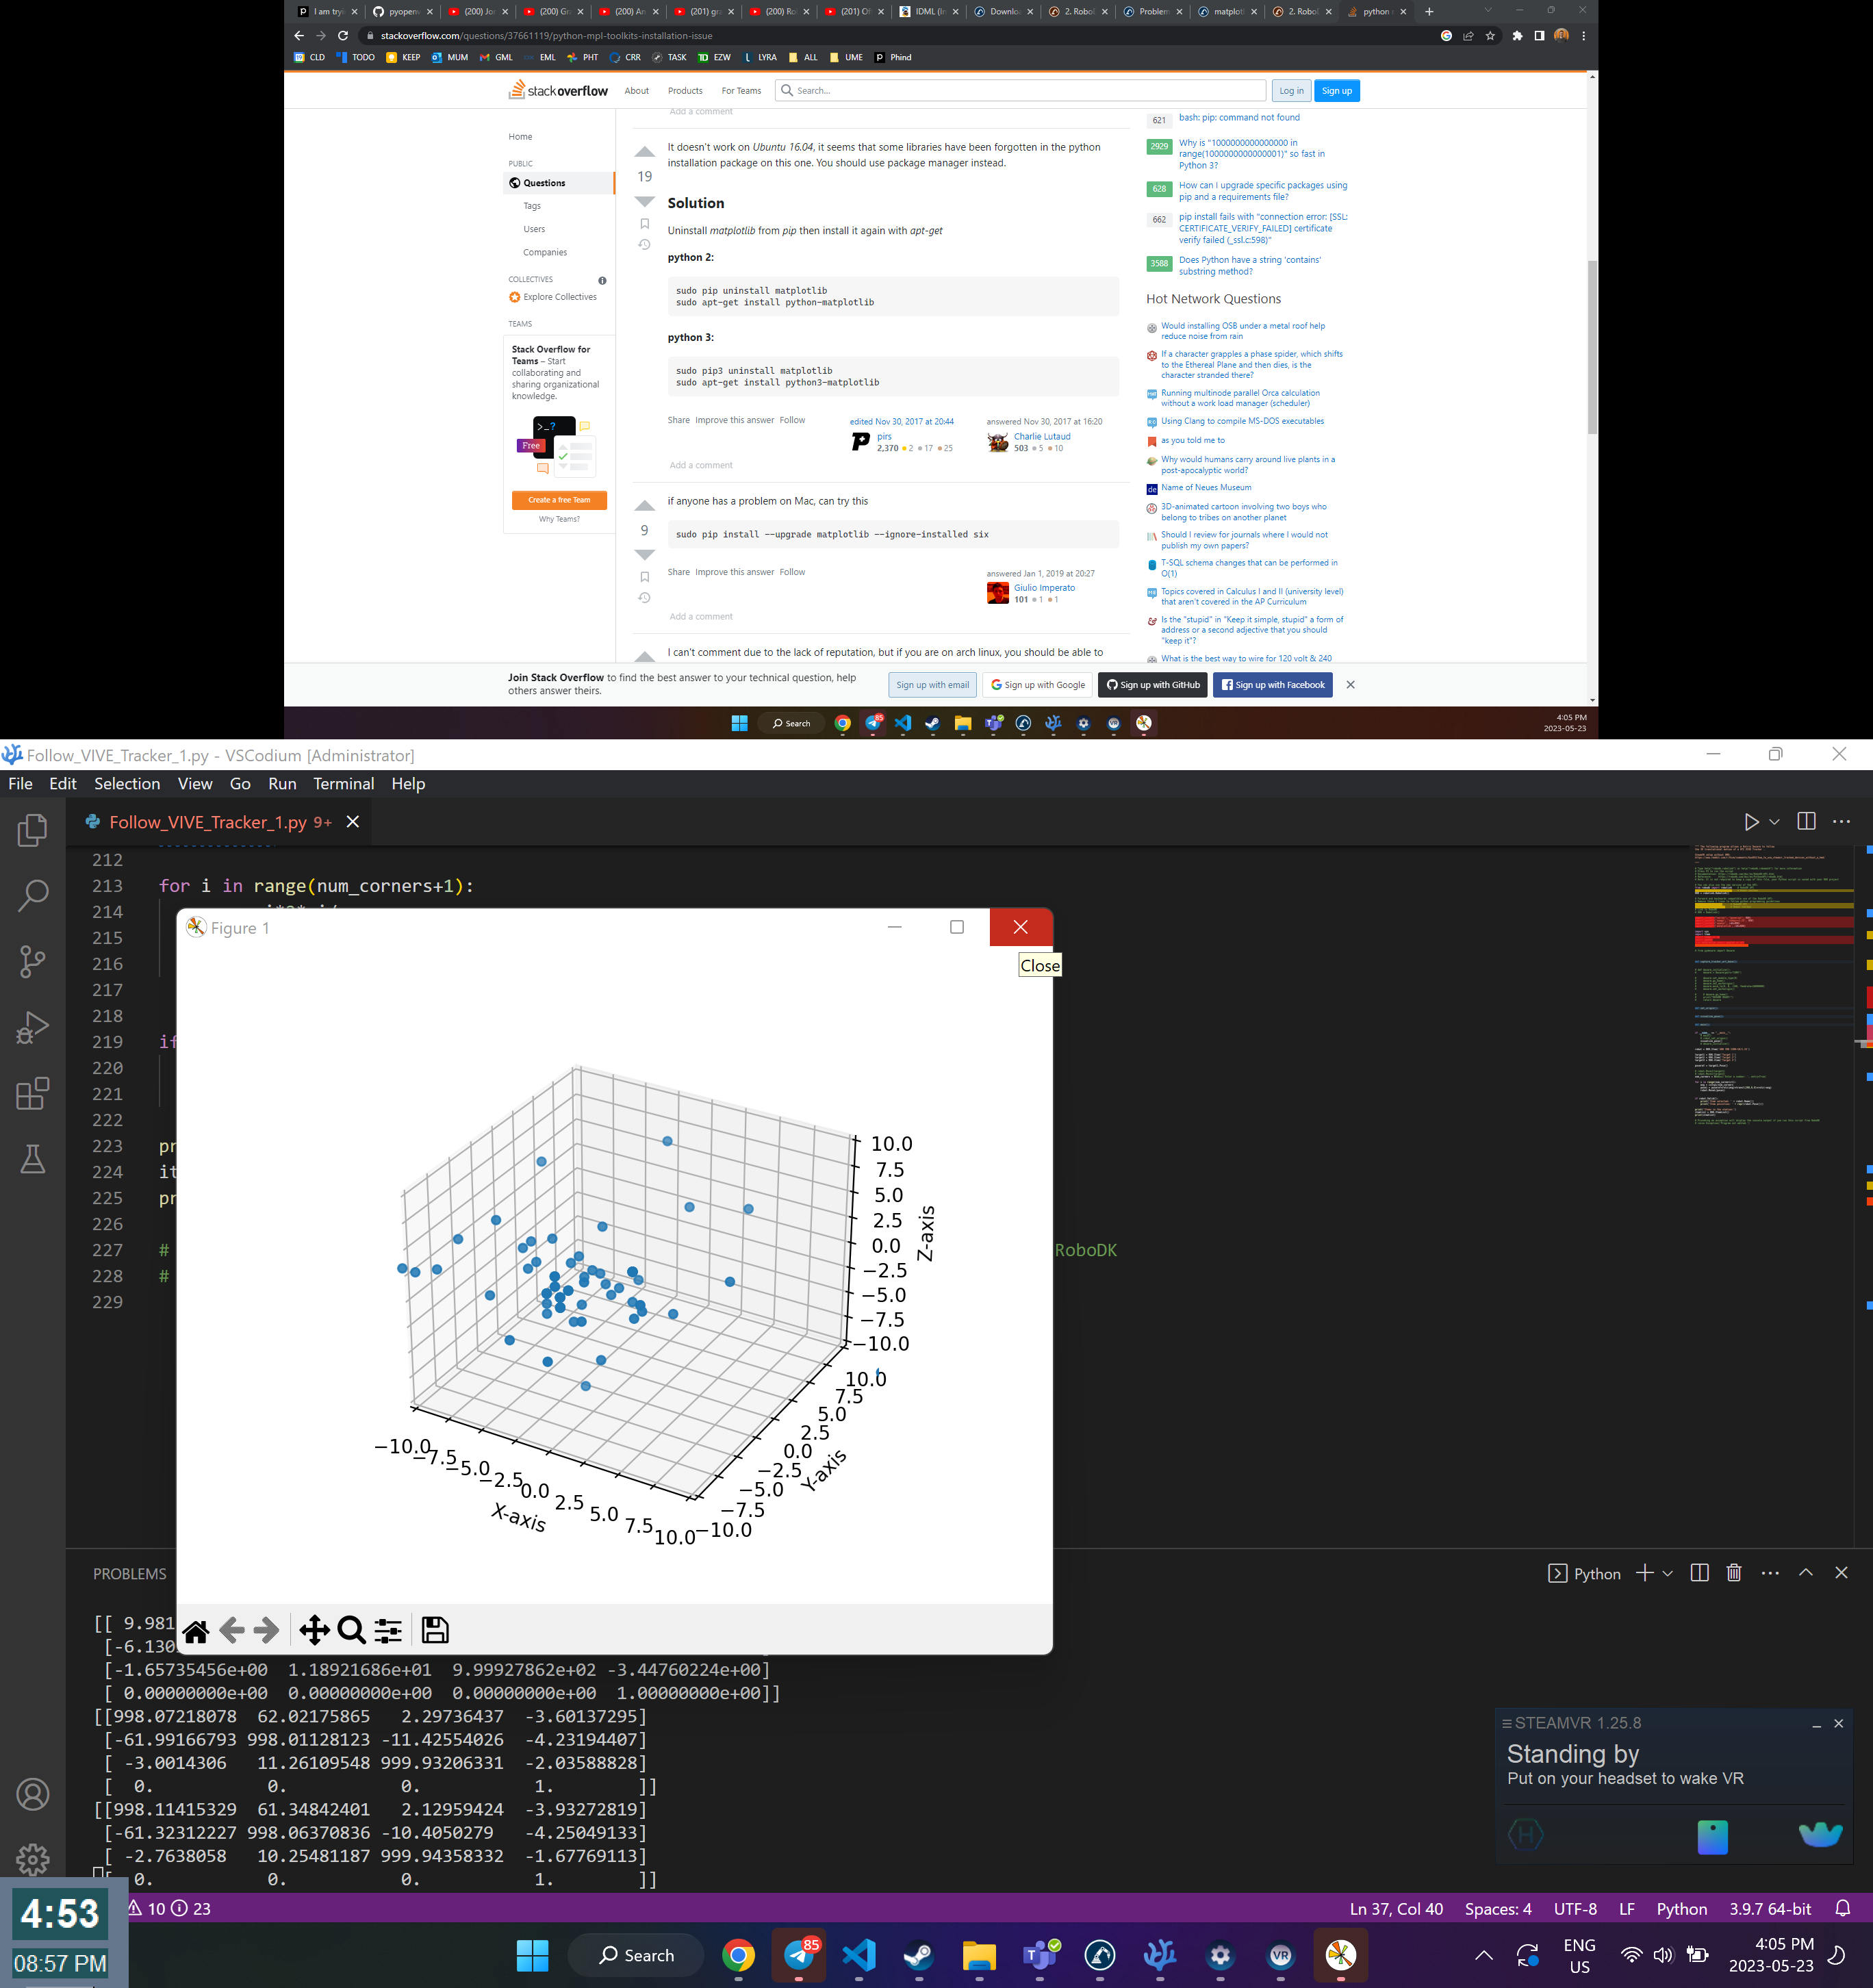 I am tryi
pyopenv
(200) Jor
(200) Gra
(200) An
(201) gra
(200) Ro
(201) Of
IDML (In
Downloa
2. Robol
Problem
matplotl
2. Robol
python -
stackoverflow.com/questions/37661119/python-mpl-toolkits-installation-issue
CLD TODO KEEP MUM GML EML PHT CRR TASK EZW LYRA ALL UME Phind
stackoverflow About Products For Teams Search... Log in Sign up
Home
PUBLIC
Questions
Tags
Users
Companies
COLLECTIVES
Explore Collectives
TEAMS
Stack Overflow for
Teams – Start
collaborating and
sharing organizational
knowledge.
Free
Create a free Team
Why Teams?
Add a comment
It doesn't work on Ubuntu 16.04, it seems that some libraries have been forgotten in the python
installation package on this one. You should use package manager instead.
19
Solution
Uninstall matplotlib from pip then install it again with apt-get
python 2:
sudo pip uninstall matplotlib
sudo apt-get install python-matplotlib
python 3:
sudo pip3 uninstall matplotlib
sudo apt-get install python3-matplotlib
Share Improve this answer Follow
edited Nov 30, 2017 at 20:44
pirs
2,370 2 17 25
answered Nov 30, 2017 at 16:20
Charlie Lutaud
503 5 10
Add a comment
if anyone has a problem on Mac, can try this
9
sudo pip install --upgrade matplotlib --ignore-installed six
Share Improve this answer Follow
answered Jan 1, 2019 at 20:27
Giulio Imperato
101 1 1
Add a comment
I can't comment due to the lack of reputation, but if you are on arch linux, you should be able to
621 bash: pip: command not found
2929 Why is "1000000000000000 in
range(1000000000000001)" so fast in
Python 3?
628 How can I upgrade specific packages using
pip and a requirements file?
662 pip install fails with "connection error: [SSL:
CERTIFICATE_VERIFY_FAILED] certificate
verify failed (_ssl.c:598)"
3588 Does Python have a string 'contains'
substring method?
Hot Network Questions
Would installing OSB under a metal roof help
reduce noise from rain
If a character grapples a phase spider, which shifts
to the Ethereal Plane and then dies, is the
character stranded there?
Running multinode parallel Orca calculation
without a work load manager (scheduler)
Using Clang to compile MS-DOS executables
as you told me to
Why would humans carry around live plants in a
post-apocalyptic world?
Name of Neues Museum
3D-animated cartoon involving two boys who
belong to tribes on another planet
Should I review for journals where I would not
publish my own papers?
T-SQL schema changes that can be performed in
O(1)
Topics covered in Calculus I and II (university level)
that aren't covered in the AP Curriculum
Is the "stupid" in "Keep it simple, stupid" a form of
address or a second adjective that you should
"keep it"?
What is the best way to wire for 120 volt & 240
Join Stack Overflow to find the best answer to your technical question, help
others answer theirs.
Sign up with email Sign up with Google Sign up with GitHub Sign up with Facebook
Search 85
4:05 PM
2023-05-23
Follow_VIVE_Tracker_1.py - VSCodium [Administrator]
File Edit Selection View Go Run Terminal Help
Follow_VIVE_Tracker_1.py 9+
212
213 for i in range(num_corners+1):
214
215
216
217
218
219 if
220
221
222
223 pr
224 it
225 pr
226
227 # RoboDK
228 #
229
Figure 1
Close
10.0
7.5
5.0
2.5
0.0
−2.5
−5.0
−7.5
−10.0
Z-axis
10.0
7.5
5.0
2.5
0.0
−2.5
−5.0
−7.5
−10.0
Y-axis
−10.0
−7.5
−5.0
−2.5
0.0
2.5
5.0
7.5
10.0
X-axis
PROBLEMS
Python
[[ 9.981
[-6.130
[-1.65735456e+00 1.18921686e+01 9.99927862e+02 -3.44760224e+00]
[ 0.00000000e+00 0.00000000e+00 0.00000000e+00 1.00000000e+00]]
[[998.07218078 62.02175865 2.29736437 -3.60137295]
[-61.99166793 998.01128123 -11.42554026 -4.23194407]
[ -3.0014306 11.26109548 999.93206331 -2.03588828]
[ 0. 0. 0. 1. ]]
[[998.11415329 61.34842401 2.12959424 -3.93272819]
[-61.32312227 998.06370836 -10.4050279 -4.25049133]
[ -2.7638058 10.25481187 999.94358332 -1.67769113]
[ 0. 0. 0. 1. ]]
STEAMVR 1.25.8
Standing by
Put on your headset to wake VR
4:53
08:57 PM
10 23
Ln 37, Col 40 Spaces: 4 UTF-8 LF Python 3.9.7 64-bit
Search 85
ENG
US
4:05 PM
2023-05-23